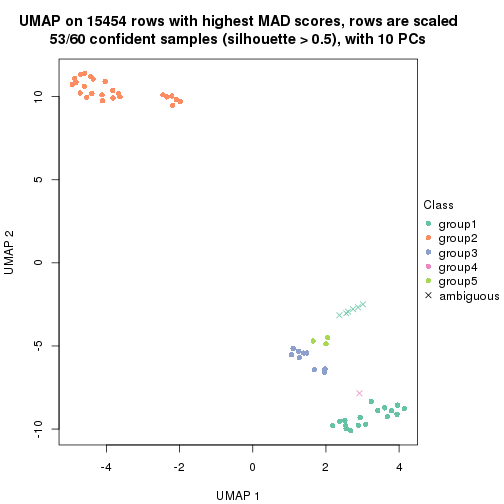 UMAP on 15454 rows with highest MAD scores, rows are scaled
53/60 confident samples (silhouette > 0.5), with 10 PCs
10
5
0
-5
-10
UMAP 2
-4
-2
0
2
4
UMAP 1
Class
group1
group2
group3
group4
group5
ambiguous